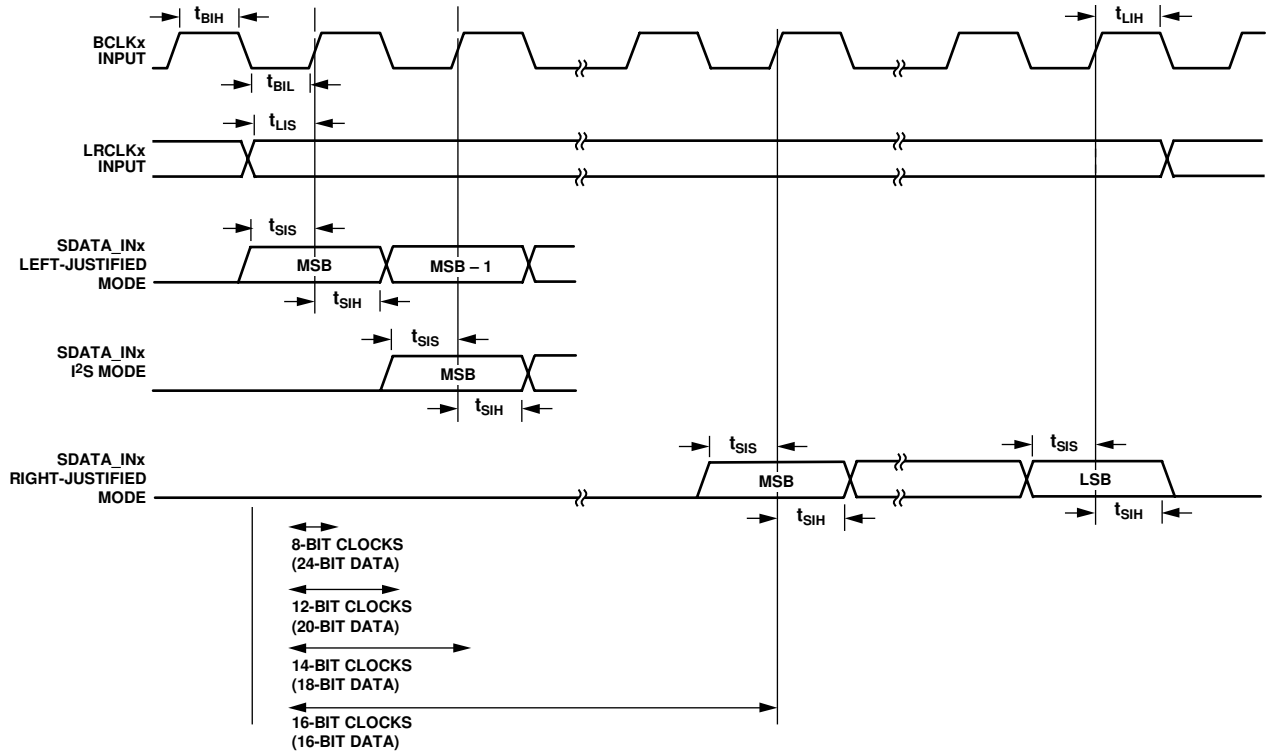 tBIH
tLIH
BCLKx
INPUT
tBIL
tLIS
LRCLKx
INPUT
tSIS
SDATA_INx
LEFT-JUSTIFIED
MODE
MSB
MSB – 1
tSIH
tSIS
SDATA_INx
I2S MODE
MSB
tSIH
tSIS
tSIS
SDATA_INx
RIGHT-JUSTIFIED
MODE
MSB
LSB
tSIH
tSIH
8-BIT CLOCKS
(24-BIT DATA)
12-BIT CLOCKS
(20-BIT DATA)
14-BIT CLOCKS
(18-BIT DATA)
16-BIT CLOCKS
(16-BIT DATA)